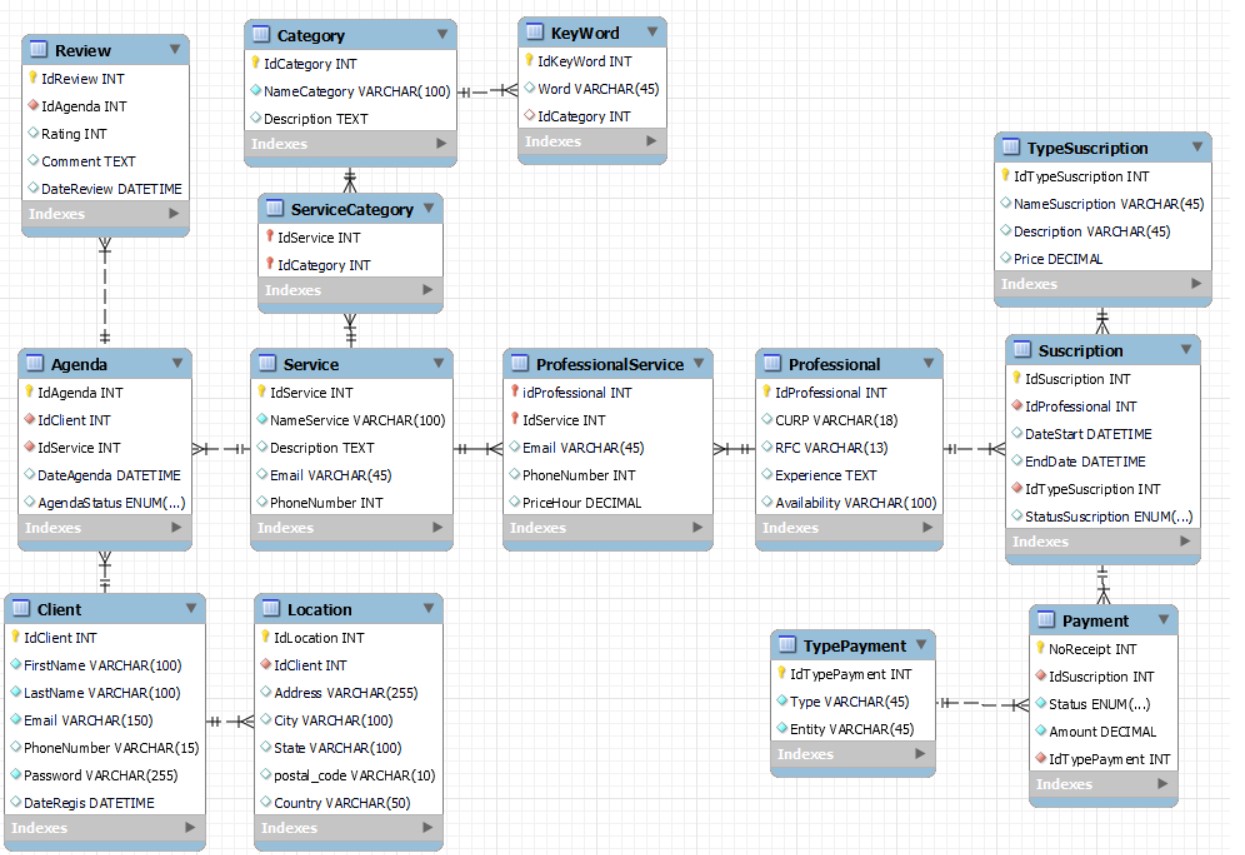 Review
IdReview INT
IdAgenda INT
Rating INT
Comment TEXT
DateReview DATETIME
Indexes
Category
IdCategory INT
NameCategory VARCHAR(100)
Description TEXT
Indexes
KeyWord
IdKeyWord INT
Word VARCHAR(45)
IdCategory INT
Indexes
ServiceCategory
IdService INT
IdCategory INT
Indexes
TypeSuscription
IdTypeSuscription INT
NameSuscription VARCHAR(45)
Description VARCHAR(45)
Price DECIMAL
Indexes
Agenda
IdAgenda INT
IdClient INT
IdService INT
DateAgenda DATETIME
AgendaStatus ENUM(...)
Indexes
Service
IdService INT
NameService VARCHAR(100)
Description TEXT
Email VARCHAR(45)
PhoneNumber INT
Indexes
ProfessionalService
idProfessional INT
IdService INT
Email VARCHAR(45)
PhoneNumber INT
PriceHour DECIMAL
Indexes
Professional
IdProfessional INT
CURP VARCHAR(18)
RFC VARCHAR(13)
Experience TEXT
Availability VARCHAR(100)
Indexes
Suscription
IdSuscription INT
IdProfessional INT
DateStart DATETIME
EndDate DATETIME
IdTypeSuscription INT
StatusSuscription ENUM(...)
Indexes
Client
IdClient INT
FirstName VARCHAR(100)
LastName VARCHAR(100)
Email VARCHAR(150)
PhoneNumber VARCHAR(15)
Password VARCHAR(255)
DateRegis DATETIME
Indexes
Location
IdLocation INT
IdClient INT
Address VARCHAR(255)
City VARCHAR(100)
State VARCHAR(100)
postal_code VARCHAR(10)
Country VARCHAR(50)
Indexes
TypePayment
IdTypePayment INT
Type VARCHAR(45)
Entity VARCHAR(45)
Indexes
Payment
NoReceipt INT
IdSuscription INT
Status ENUM(...)
Amount DECIMAL
IdTypePayment INT
Indexes